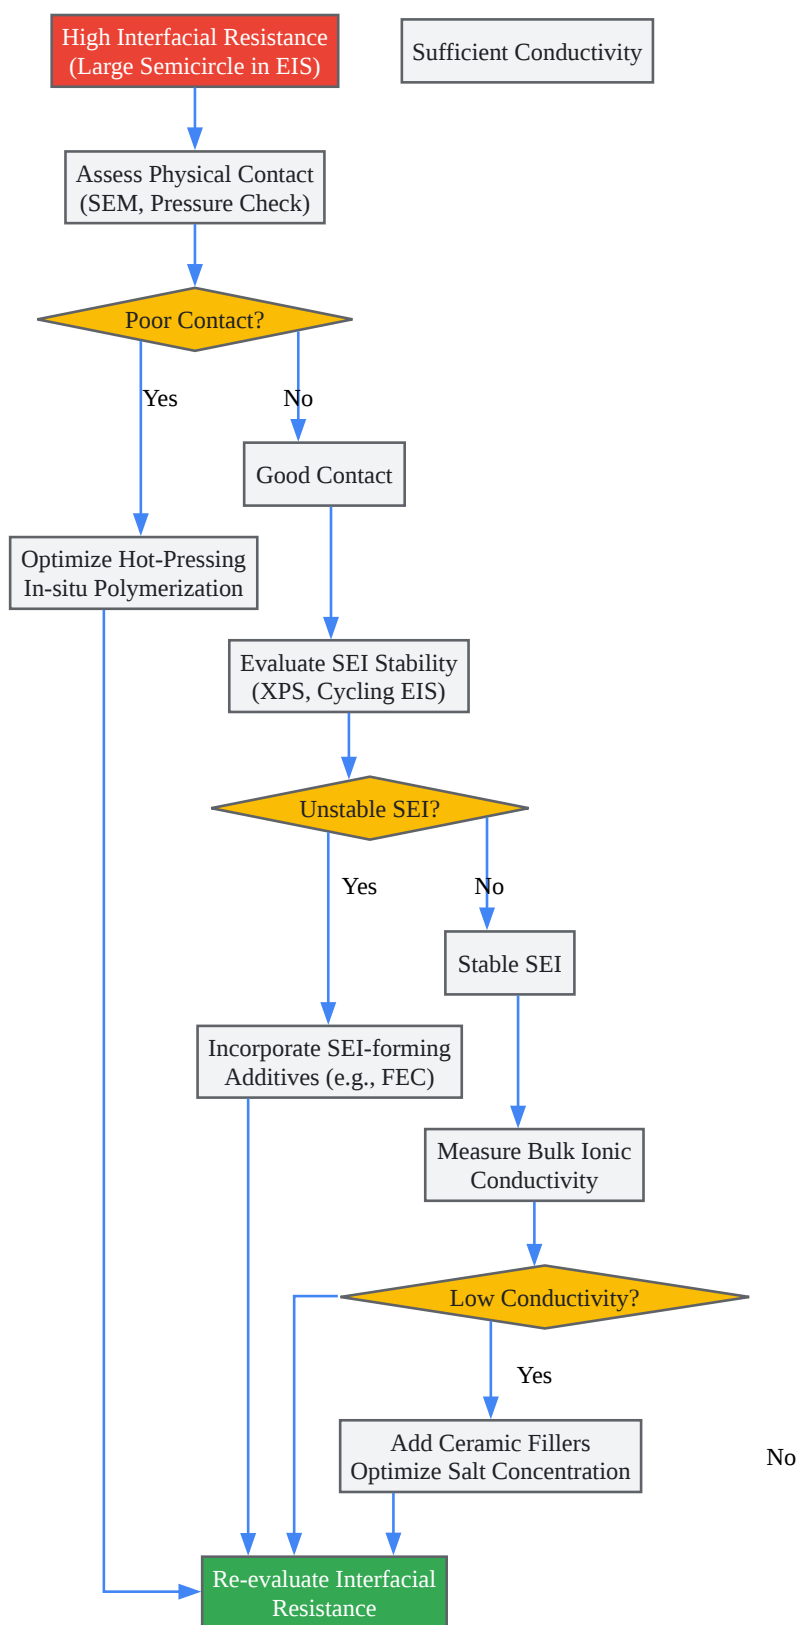 High Interfacial Resistance
(Large Semicircle in EIS)
Sufficient Conductivity
Assess Physical Contact
(SEM, Pressure Check)
Poor Contact?
Yes
No
Good Contact
Optimize Hot-Pressing
In-situ Polymerization
Evaluate SEI Stability
(XPS, Cycling EIS)
Unstable SEI?
Yes
No
Stable SEI
Incorporate SEI-forming
Additives (e.g., FEC)
Measure Bulk Ionic
Conductivity
Low Conductivity?
Yes
Add Ceramic Fillers
Optimize Salt Concentration
No
Re-evaluate Interfacial
Resistance